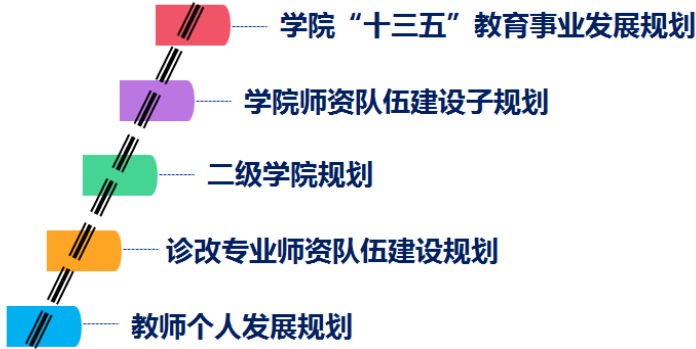 学院“十三五”教育事业发展规划
学院师资队伍建设子规划
二级学院规划
诊改专业师资队伍建设规划
教师个人发展规划